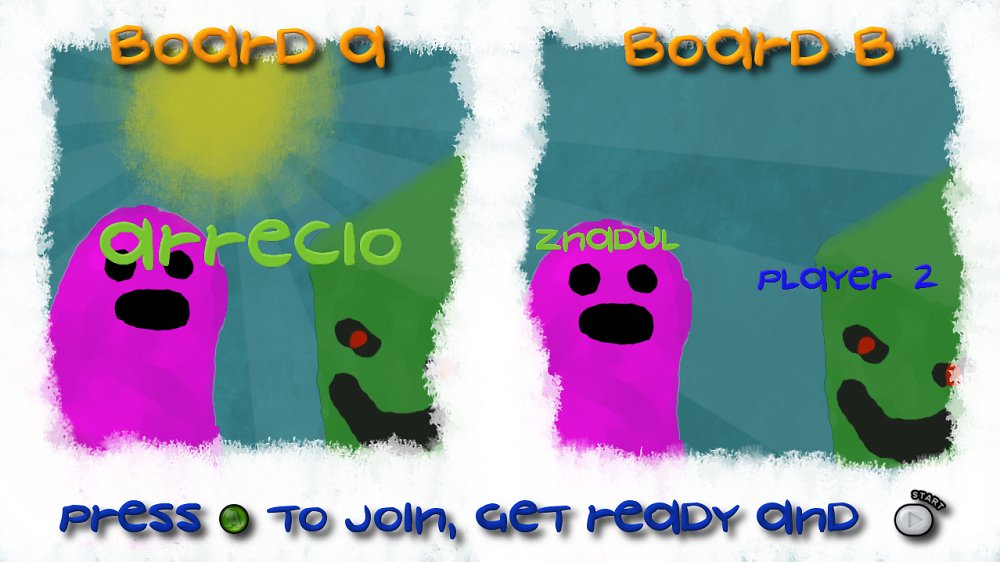 Board a
Board B
arrecio
znadul
player 2
Press A to join, get ready and
START